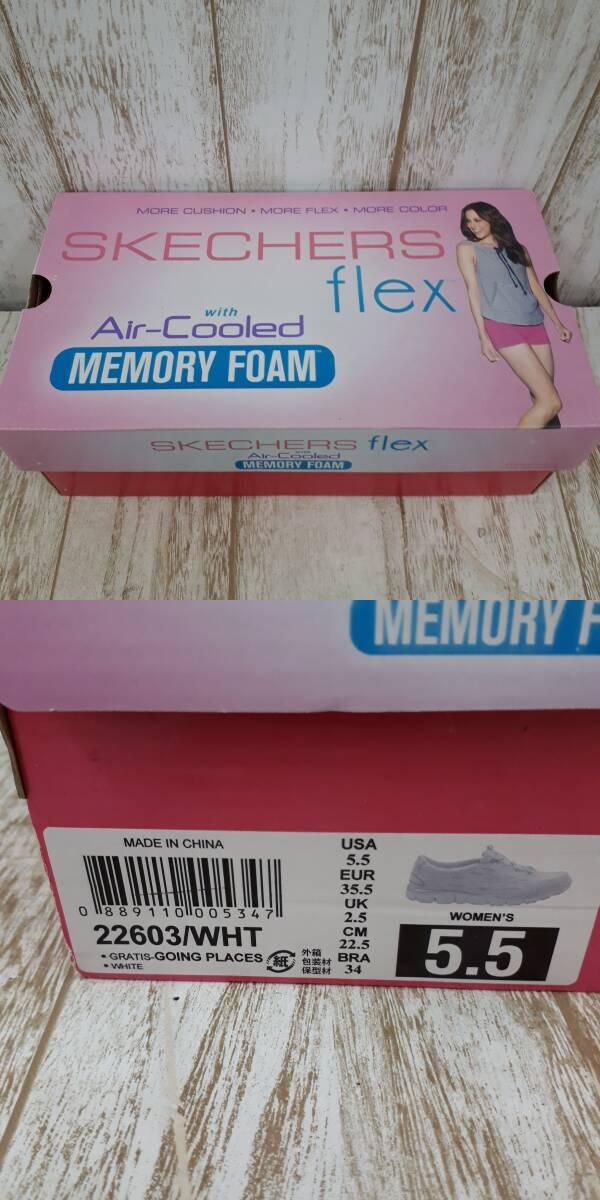 MORE CUSHION • MORE FLEX • MORE COLOR
SKECHERS
flex
with
Air-Cooled
MEMORY FOAM™
SKECHERS flex
with
Air-Cooled
MEMORY FOAM
MEMORY F
MADE IN CHINA
0 889110 005347
22603/WHT
• GRATIS-GOING PLACES
• WHITE
紙
外箱
包装材
保型材
USA
5.5
EUR
35.5
UK
2.5
CM
22.5
BRA
34
WOMEN'S
5.5